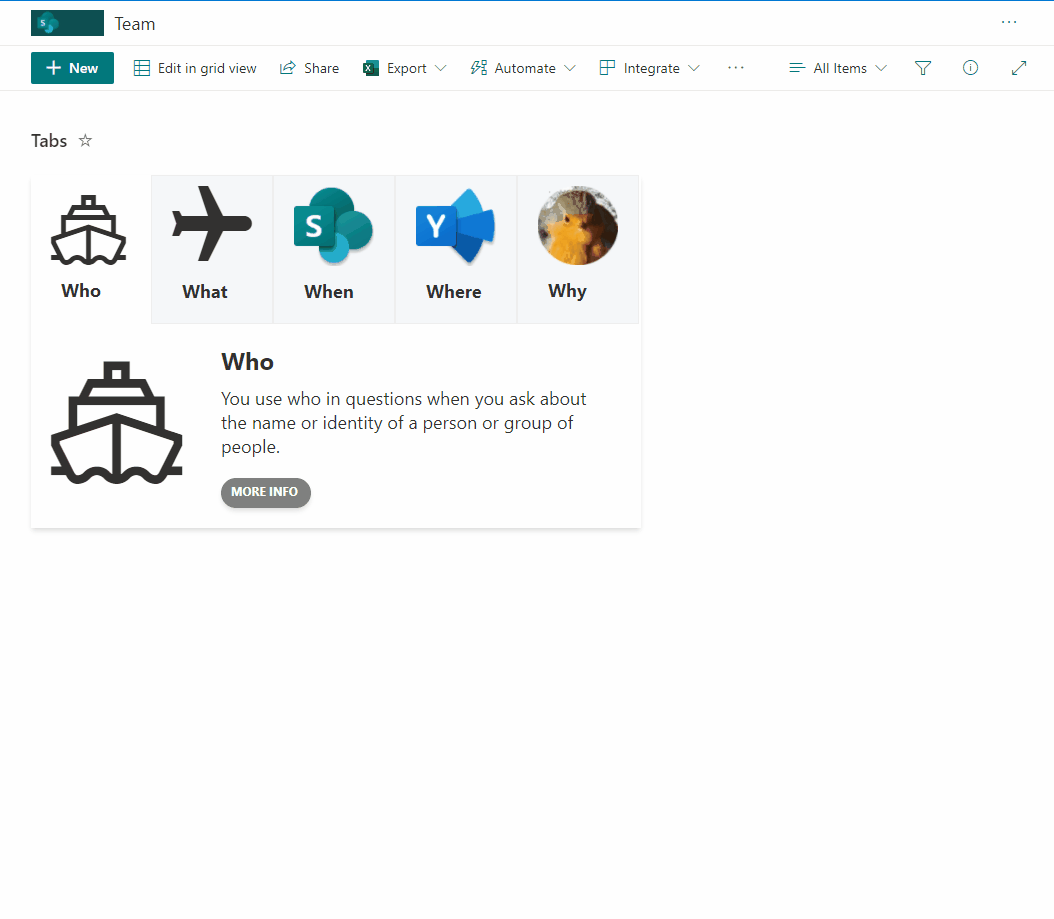 S Team
New Edit in grid view Share Export Automate Integrate All Items
Tabs
S Y
Who What When Where Why
Who
You use who in questions when you ask about
the name or identity of a person or group of
people.
MORE INFO